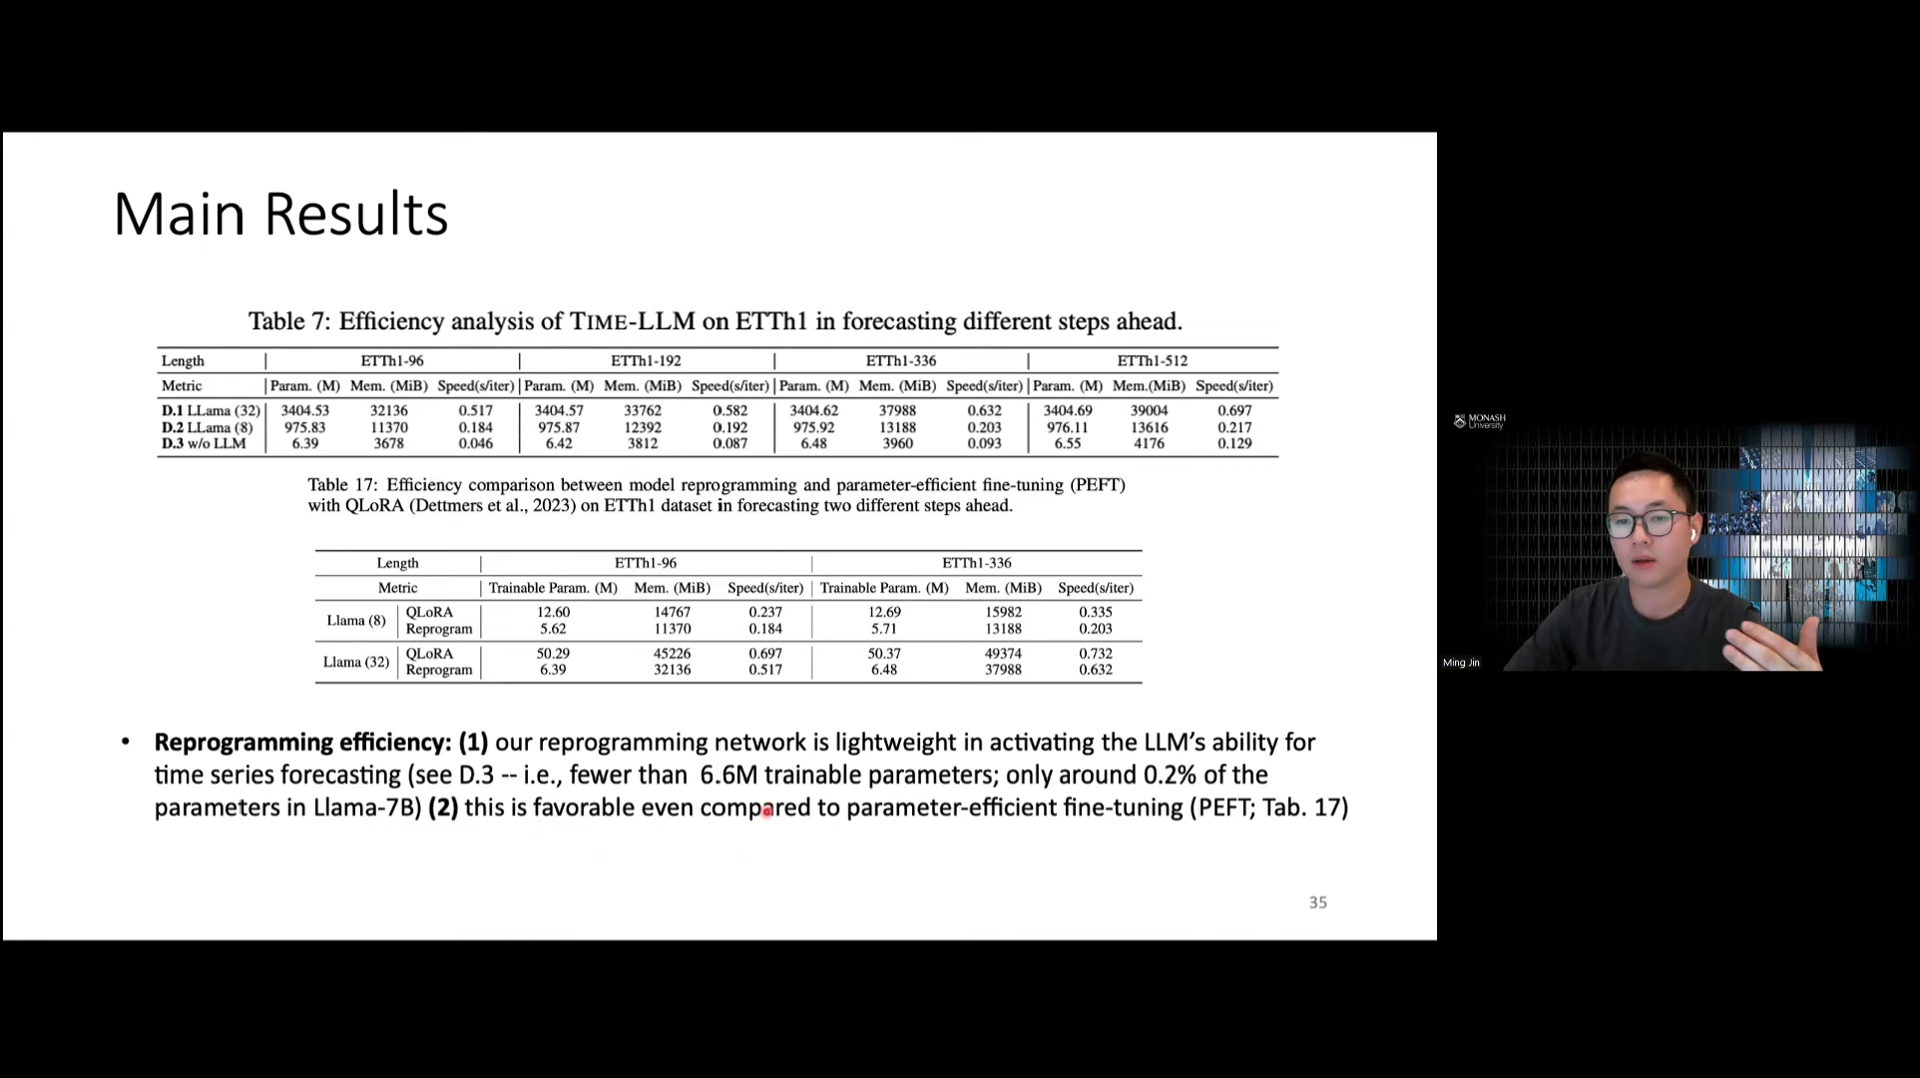 Main Results
Table 7: Efficiency analysis of TIME-LLM on ETTh1 in forecasting different steps ahead.
Length ETTh1-96 ETTh1-192 ETTh1-336 ETTh1-512
Metric Param. (M) Mem. (MiB) Speed(s/iter) Param. (M) Mem. (MiB) Speed(s/iter) Param. (M) Mem. (MiB) Speed(s/iter) Param. (M) Mem.(MiB) Speed(s/iter)
D.1 LLama (32) 3404.53 32136 0.517 3404.57 33762 0.582 3404.62 37988 0.632 3404.69 39004 0.697
D.2 LLama (8) 975.83 11370 0.184 975.87 12392 0.192 975.92 13188 0.203 976.11 13616 0.217
D.3 w/o LLM 6.39 3678 0.046 6.42 3812 0.087 6.48 3960 0.093 6.55 4176 0.129
Table 17: Efficiency comparison between model reprogramming and parameter-efficient fine-tuning (PEFT)
with QLoRA (Dettmers et al., 2023) on ETTh1 dataset in forecasting two different steps ahead.
Length ETTh1-96 ETTh1-336
Metric Trainable Param. (M) Mem. (MiB) Speed(s/iter) Trainable Param. (M) Mem. (MiB) Speed(s/iter)
Llama (8) QLoRA 12.60 14767 0.237 12.69 15982 0.335
Reprogram 5.62 11370 0.184 5.71 13188 0.203
Llama (32) QLoRA 50.29 45226 0.697 50.37 49374 0.732
Reprogram 6.39 32136 0.517 6.48 37988 0.632
• Reprogramming efficiency: (1) our reprogramming network is lightweight in activating the LLM's ability for
time series forecasting (see D.3 -- i.e., fewer than 6.6M trainable parameters; only around 0.2% of the
parameters in Llama-7B) (2) this is favorable even compared to parameter-efficient fine-tuning (PEFT; Tab. 17)
35
MONASH
University
Ming Jin